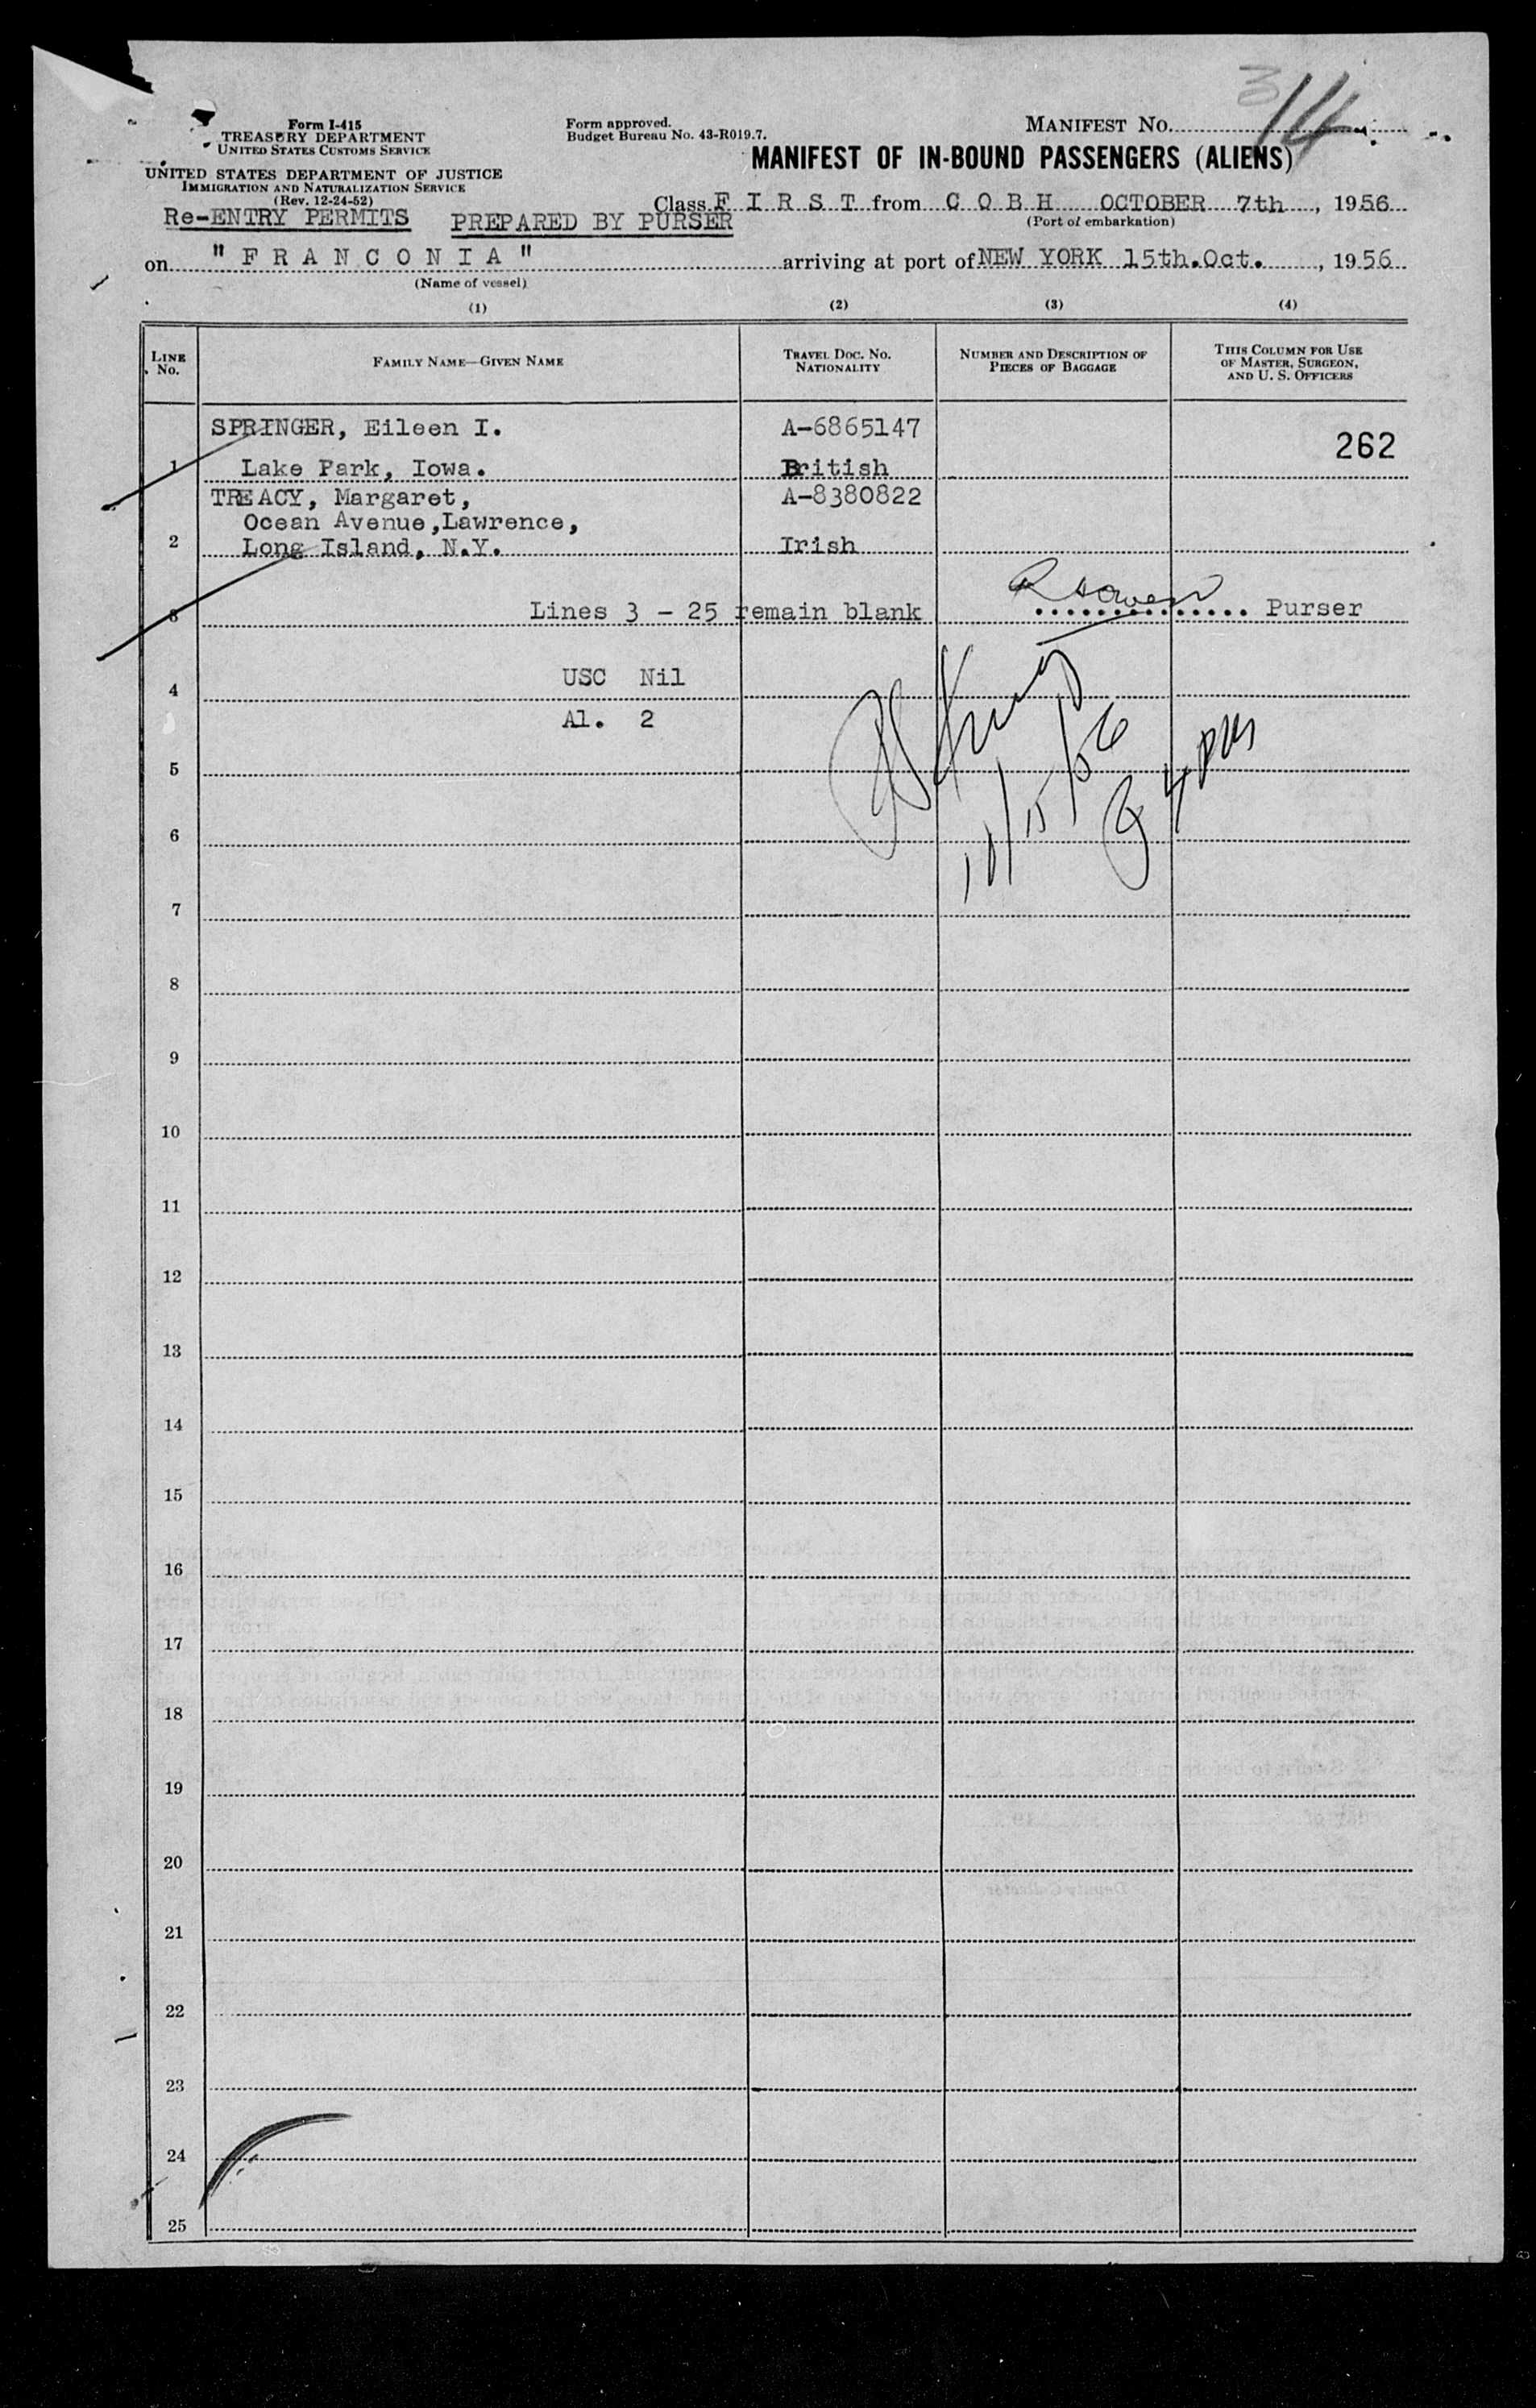 3 14
Form I-415
TREASURY DEPARTMENT
UNITED STATES CUSTOMS SERVICE
UNITED STATES DEPARTMENT OF JUSTICE
IMMIGRATION AND NATURALIZATION SERVICE
(Rev. 12-24-52)
Form approved.
Budget Bureau No. 43-R019.7.
MANIFEST No.
MANIFEST OF IN-BOUND PASSENGERS (ALIENS)
Re-ENTRY PERMITS PREPARED BY PURSER
Class F I R S T from C O B H OCTOBER 7th, 1956
(Port of embarkation)
on "F R A N C O N I A" arriving at port of NEW YORK 15th.Oct., 1956
(Name of vessel)
(1) (2) (3) (4)
LINE No. FAMILY NAME—GIVEN NAME TRAVEL DOC. NO. NATIONALITY NUMBER AND DESCRIPTION OF PIECES OF BAGGAGE THIS COLUMN FOR USE OF MASTER, SURGEON, AND U. S. OFFICERS
SPRINGER, Eileen I. A-6865147
262
1 Lake Park, Iowa. British
TREACY, Margaret, A-8380822
Ocean Avenue,Lawrence,
2 Long Island, N.Y. Irish
3 Lines 3 - 25 remain blank Purser
USC Nil
4
Al. 2
5
10/15/56
6
7
8
9
10
11
12
13
14
15
16
17
18
19
20
21
22
23
24
25